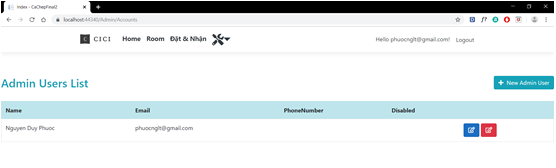 Index - CaChepFinal2
localhost:44340/Admin/Accounts
CICI Home Room Đặt & Nhận Hello phuocnglt@gmail.com! Logout
Admin Users List
+ New Admin User
Name Email PhoneNumber Disabled
Nguyen Duy Phuoc phuocnglt@gmail.com